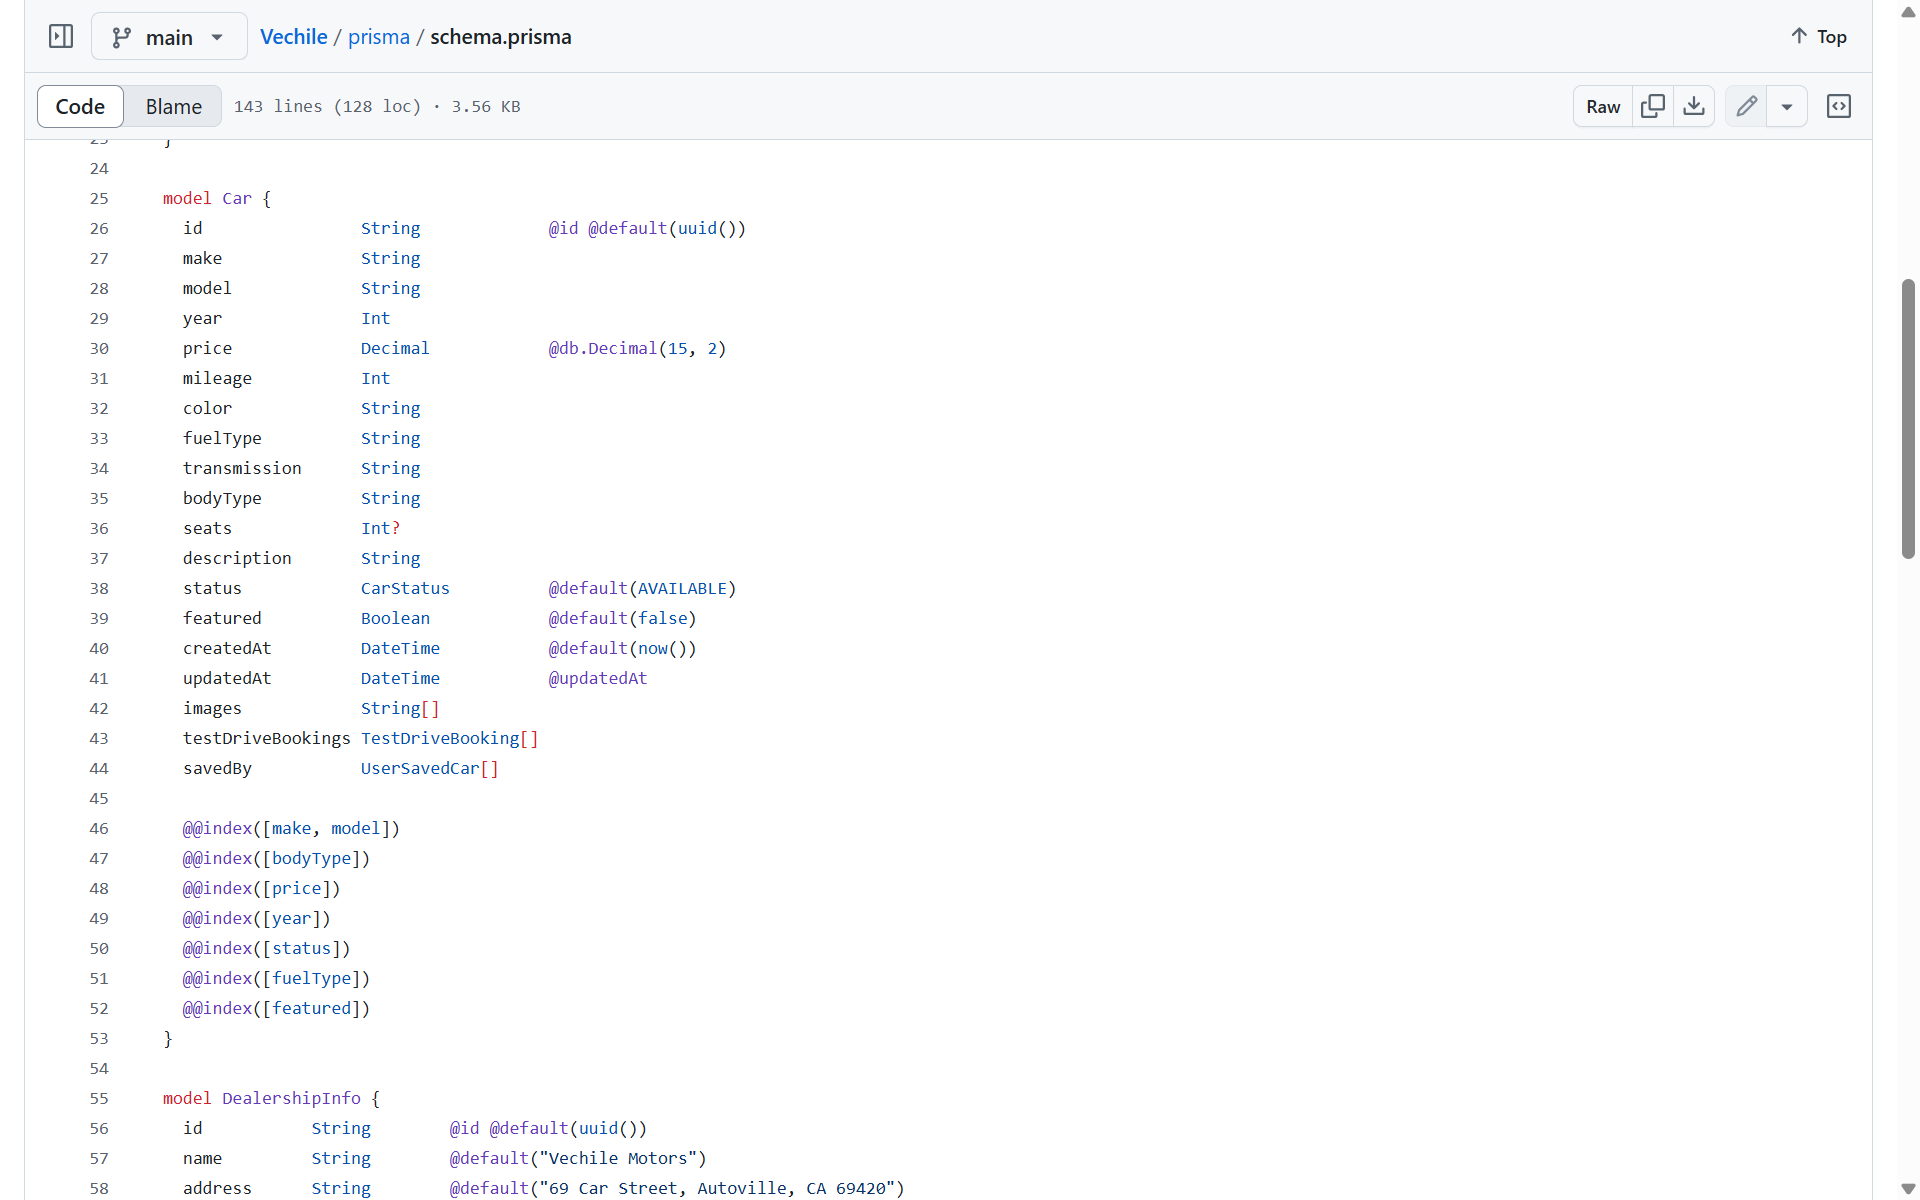 main
Vechile / prisma / schema.prisma
Top
Code Blame 143 lines (128 loc) · 3.56 KB
Raw
23 }
24
25 model Car {
26 id String @id @default(uuid())
27 make String
28 model String
29 year Int
30 price Decimal @db.Decimal(15, 2)
31 mileage Int
32 color String
33 fuelType String
34 transmission String
35 bodyType String
36 seats Int?
37 description String
38 status CarStatus @default(AVAILABLE)
39 featured Boolean @default(false)
40 createdAt DateTime @default(now())
41 updatedAt DateTime @updatedAt
42 images String[]
43 testDriveBookings TestDriveBooking[]
44 savedBy UserSavedCar[]
45
46 @@index([make, model])
47 @@index([bodyType])
48 @@index([price])
49 @@index([year])
50 @@index([status])
51 @@index([fuelType])
52 @@index([featured])
53 }
54
55 model DealershipInfo {
56 id String @id @default(uuid())
57 name String @default("Vechile Motors")
58 address String @default("69 Car Street, Autoville, CA 69420")